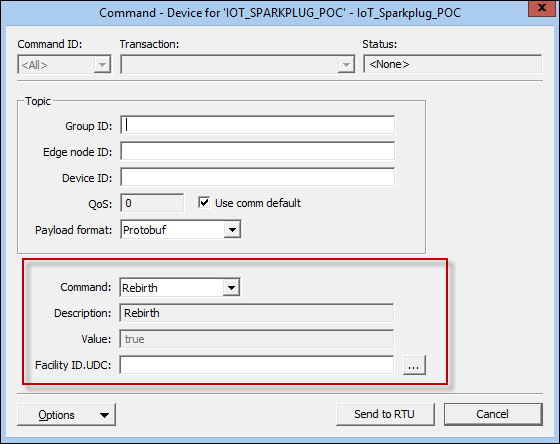 Command - Device for 'IOT_SPARKPLUG_POC' - IoT_Sparkplug_POC
Command ID: Transaction: Status:
<All> <None>
Topic
Group ID:
Edge node ID:
Device ID:
QoS: 0 Use comm default
Payload format: Protobuf
Command: Rebirth
Description: Rebirth
Value: true
Facility ID.UDC: ...
Options Send to RTU Cancel